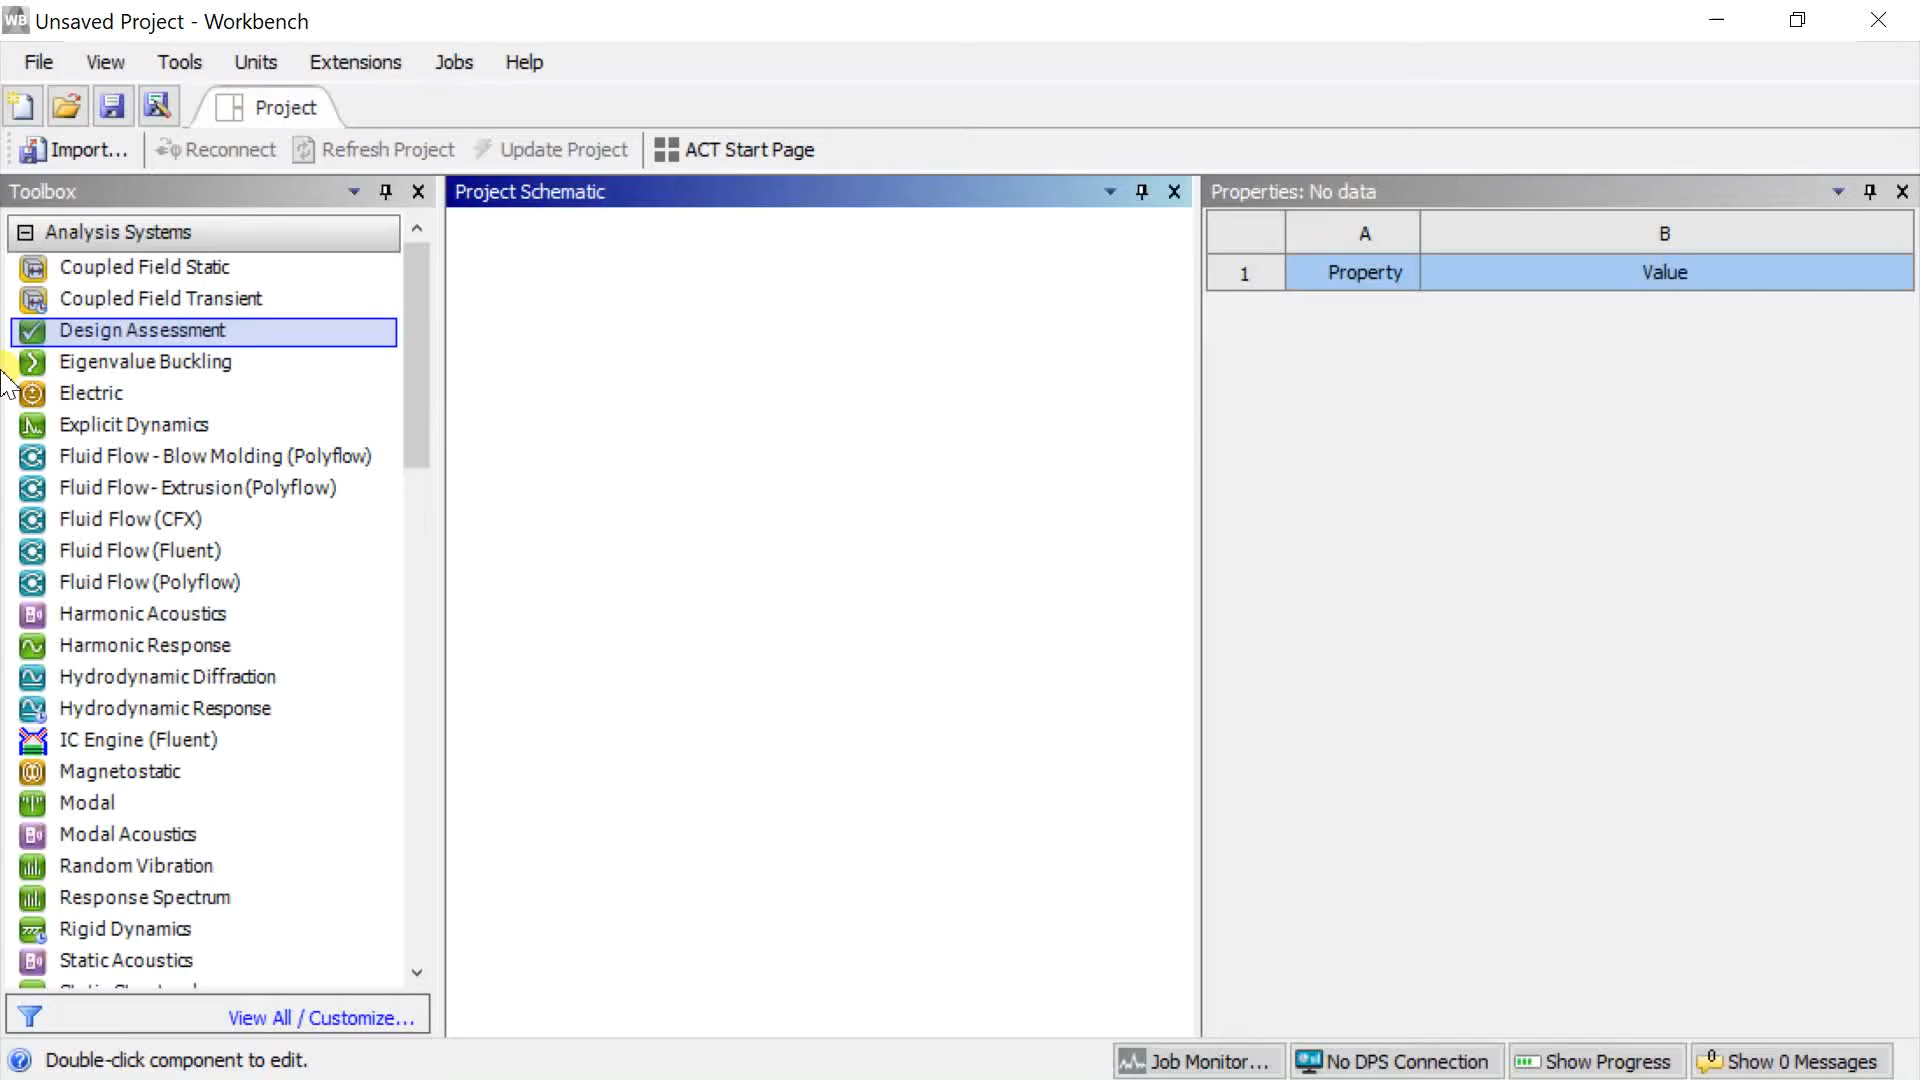 WB Unsaved Project - Workbench
File View Tools Units Extensions Jobs Help
Project
Import... Reconnect Refresh Project Update Project ACT Start Page
Toolbox
Analysis Systems
Coupled Field Static
Coupled Field Transient
Design Assessment
Eigenvalue Buckling
Electric
Explicit Dynamics
Fluid Flow - Blow Molding (Polyflow)
Fluid Flow - Extrusion (Polyflow)
Fluid Flow (CFX)
Fluid Flow (Fluent)
Fluid Flow (Polyflow)
Harmonic Acoustics
Harmonic Response
Hydrodynamic Diffraction
Hydrodynamic Response
IC Engine (Fluent)
Magnetostatic
Modal
Modal Acoustics
Random Vibration
Response Spectrum
Rigid Dynamics
Static Acoustics
View All / Customize...
Project Schematic
Properties: No data
A B
1 Property Value
Double-click component to edit.
Job Monitor... No DPS Connection Show Progress 0 Show 0 Messages